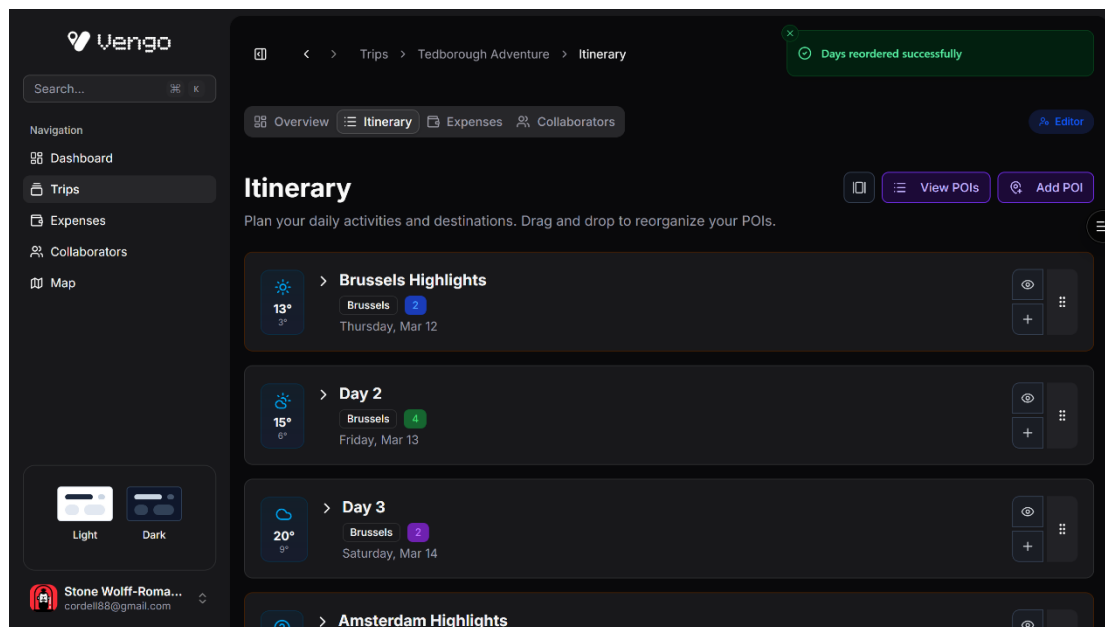 Vengo
Search... ⌘ K
Navigation
Dashboard
Trips
Expenses
Collaborators
Map
Light Dark
Stone Wolff-Roma...
cordell88@gmail.com
Trips > Tedborough Adventure > Itinerary
Days reordered successfully
Overview Itinerary Expenses Collaborators
Editor
Itinerary
View POIs Add POI
Plan your daily activities and destinations. Drag and drop to reorganize your POIs.
13°
3°
Brussels Highlights
Brussels 2
Thursday, Mar 12
15°
6°
Day 2
Brussels 4
Friday, Mar 13
20°
9°
Day 3
Brussels 2
Saturday, Mar 14
Amsterdam Highlights